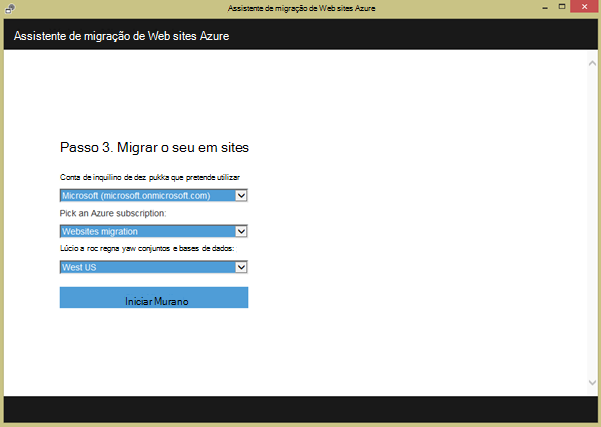 Assistente de migração de Web sites Azure
Assistente de migração de Web sites Azure
Passo 3. Migrar o seu em sites
Conta de inquilino de dez pukka que pretende utilizar
Microsoft (microsoft.onmicrosoft.com)
Pick an Azure subscription:
Websites migration
Lúcio a roc regna yaw conjuntos e bases de dados:
West US
Iniciar Murano